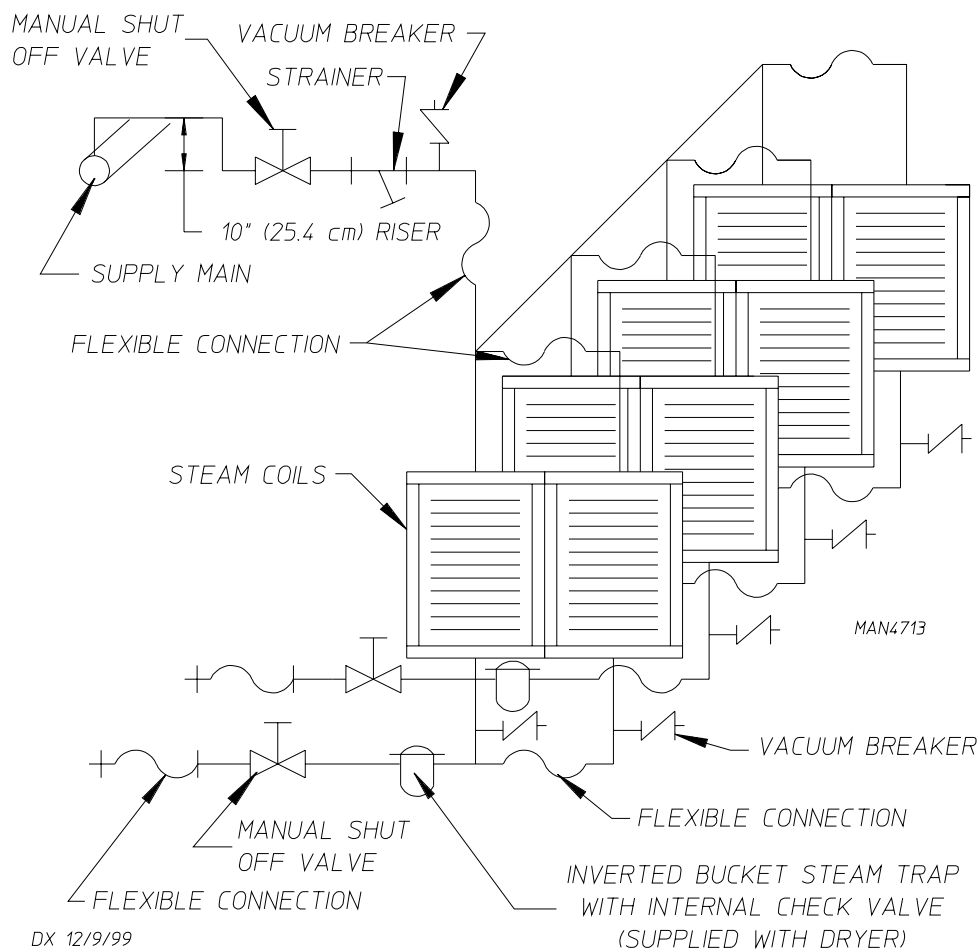 MANUAL SHUT
OFF VALVE
VACUUM BREAKER
STRAINER
10" (25.4 cm) RISER
SUPPLY MAIN
FLEXIBLE CONNECTION
STEAM COILS
MAN4713
VACUUM BREAKER
FLEXIBLE CONNECTION
MANUAL SHUT
OFF VALVE
FLEXIBLE CONNECTION
INVERTED BUCKET STEAM TRAP
WITH INTERNAL CHECK VALVE
(SUPPLIED WITH DRYER)
DX 12/9/99